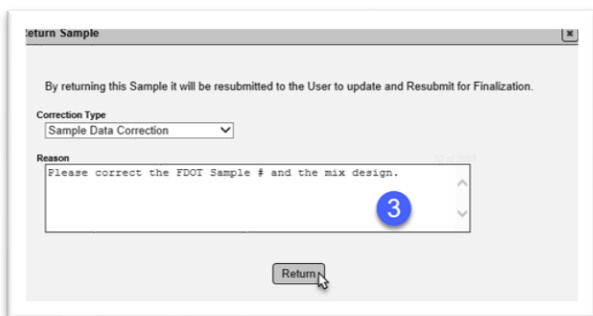 Return Sample
By returning this Sample it will be resubmitted to the User to update and Resubmit for Finalization.
Correction Type
Sample Data Correction
Reason
Please correct the FDOT Sample # and the mix design.
3
Return